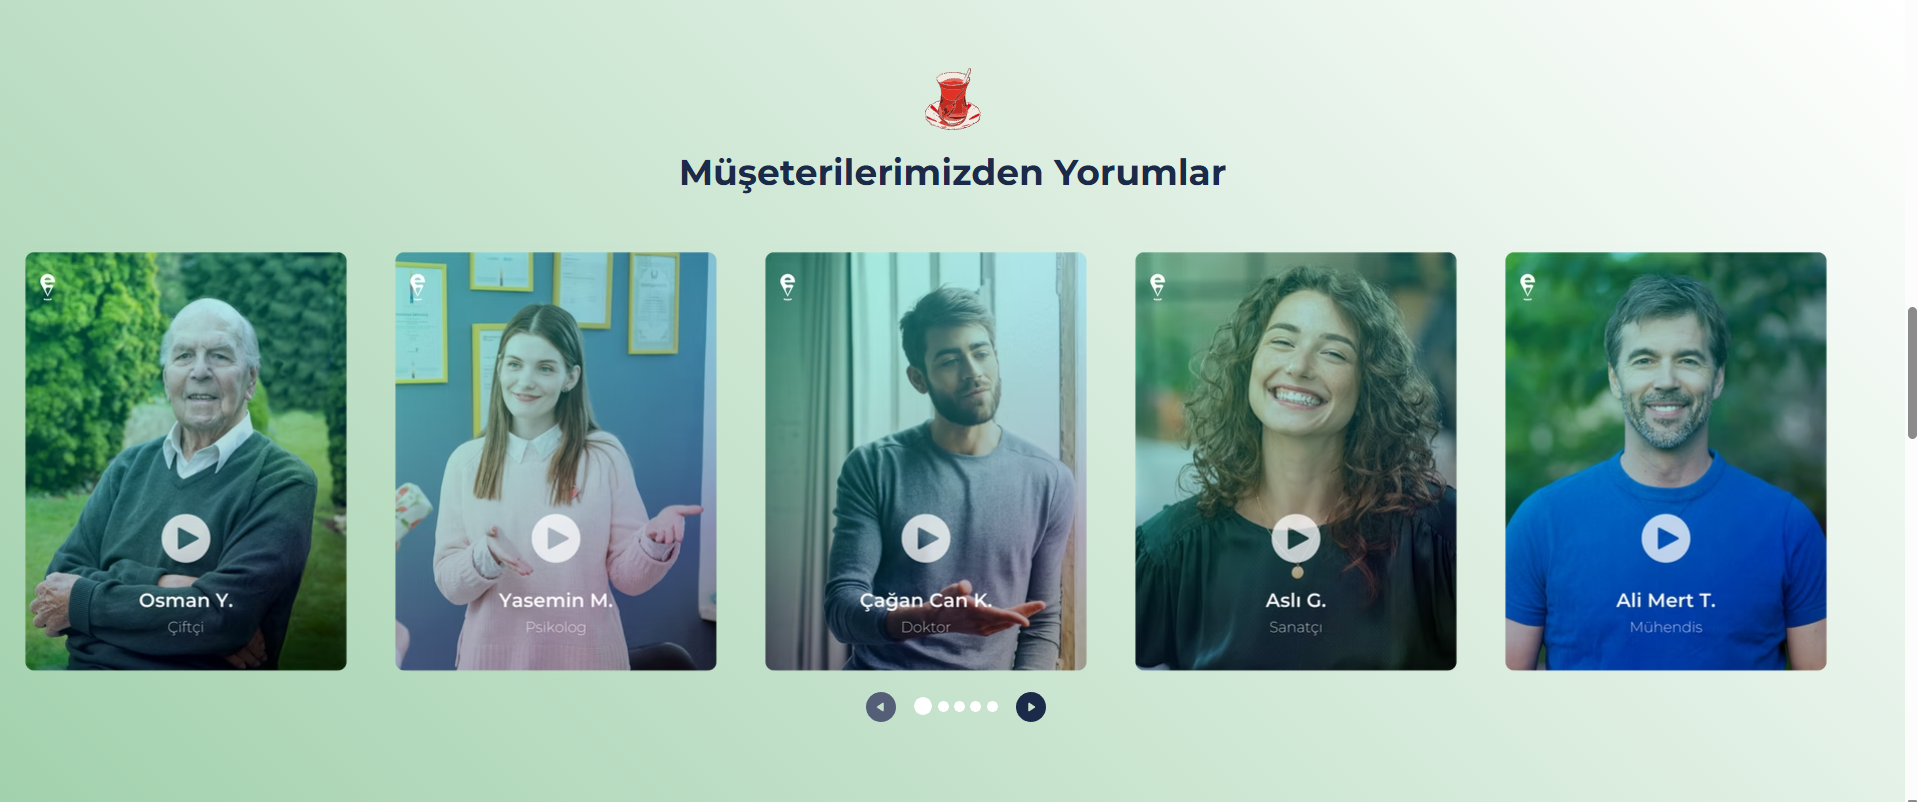 Müşeterilerimizden Yorumlar
Osman Y.
Çiftçi
Yasemin M.
Psikolog
Çağan Can K.
Doktor
Aslı G.
Sanatçı
Ali Mert T.
Mühendis